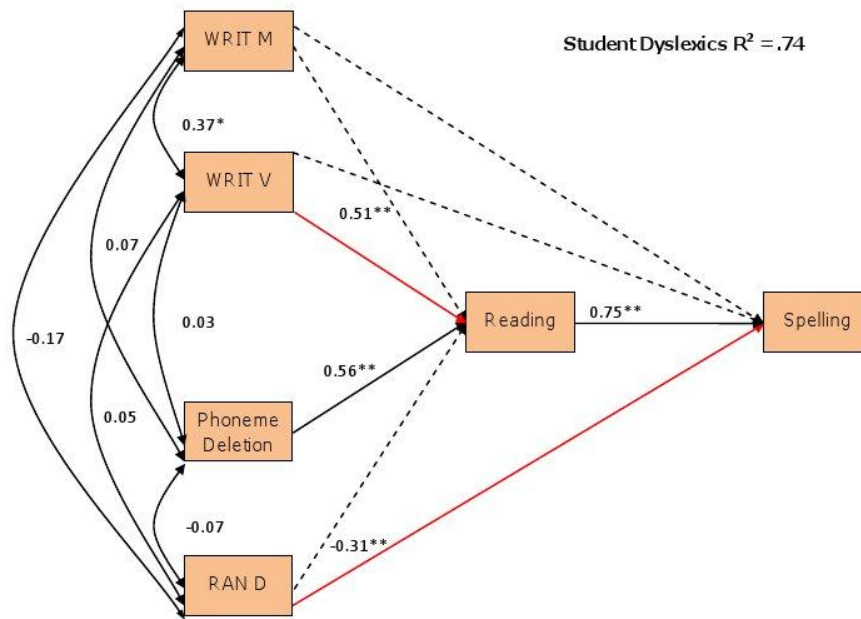 WRIT M
Student Dyslexics R² = .74
0.37*
WRIT V
0.51**
0.07
0.03
-0.17
Reading
0.75**
Spelling
0.56**
0.05
Phoneme
Deletion
-0.07
-0.31**
RAN D